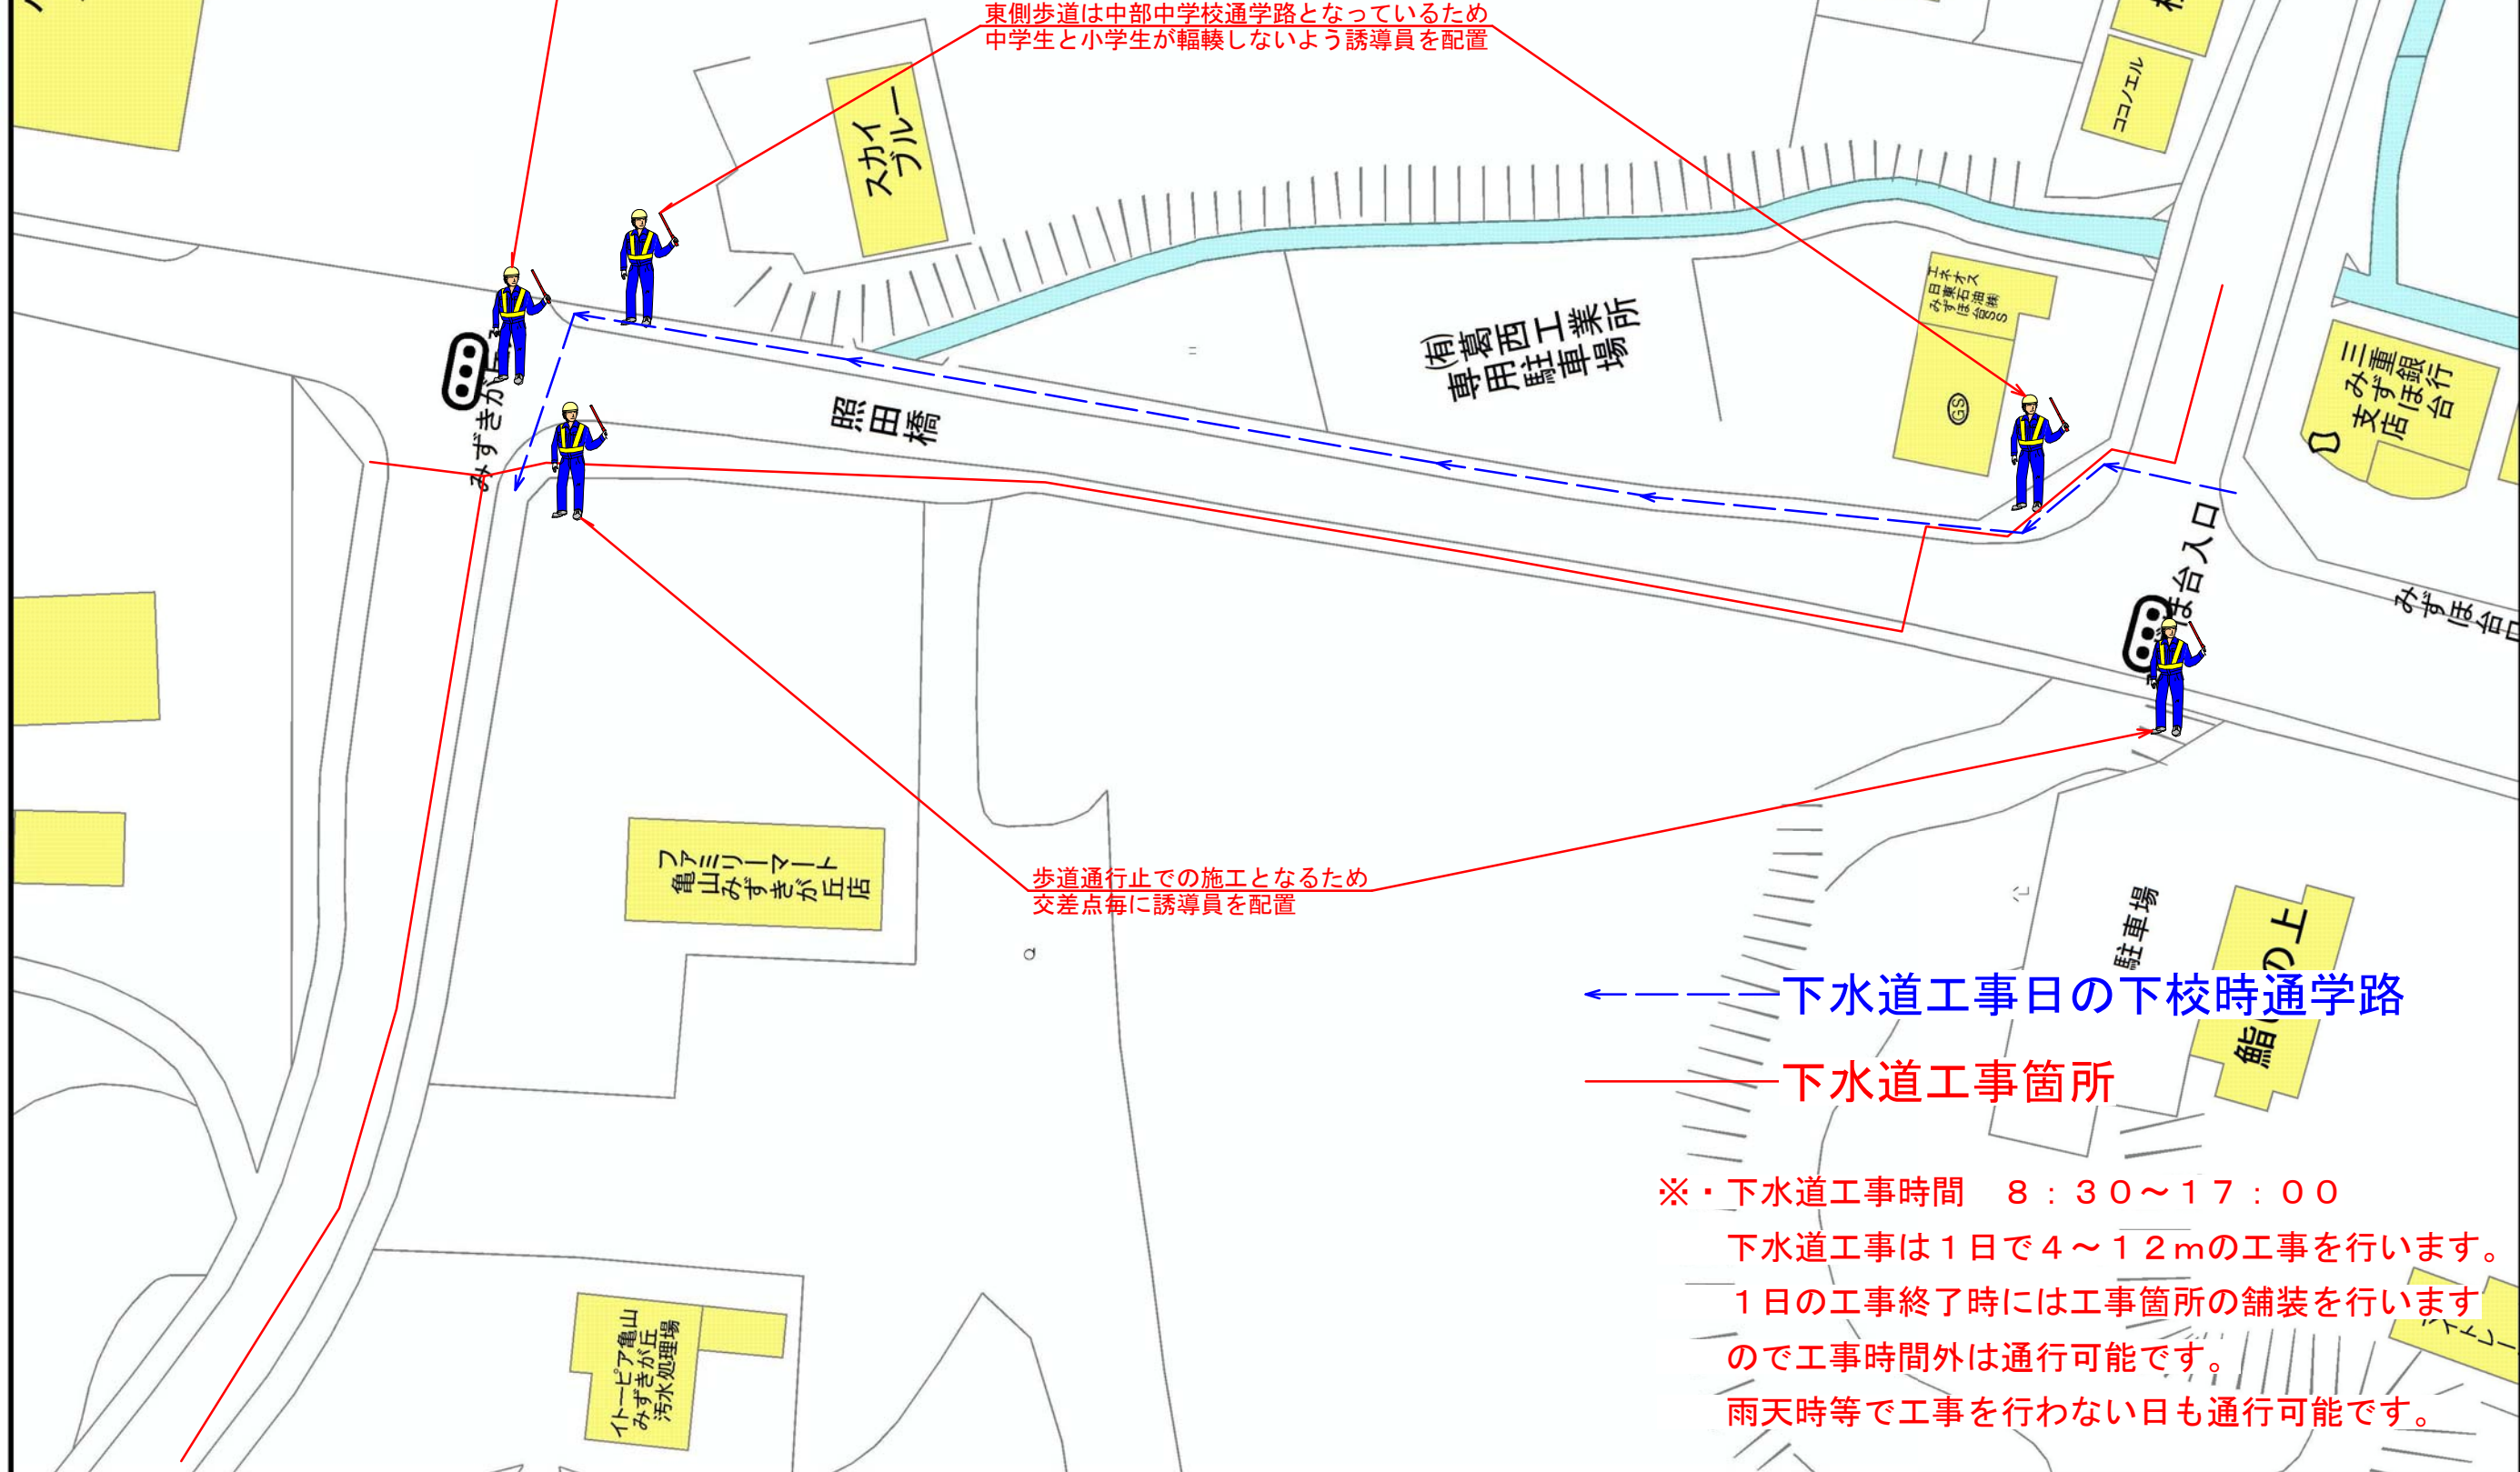 東側歩道は中部中学校通学路となっているため
中学生と小学生が輻輳しないよう誘導員を配置
スカイ
ブルー
ココノエル
エネオス
日東石油㈱
みずほ台SS
GS
三重銀行
みずほ台
支店
㈲葛西工業所
専用駐車場
照田橋
みずきが丘
ほ台入口
みずほ台
ファミリーマート
亀山みずきが丘店
歩道通行止での施工となるため
交差点毎に誘導員を配置
駐車場
鮨
の上
下水道工事日の下校時通学路
下水道工事箇所
※・下水道工事時間 8:30~17:00
下水道工事は1日で4~12mの工事を行います。
1日の工事終了時には工事箇所の舗装を行います
ので工事時間外は通行可能です。
雨天時等で工事を行わない日も通行可能です。
イトーピア亀山
みずきが丘
汚水処理場